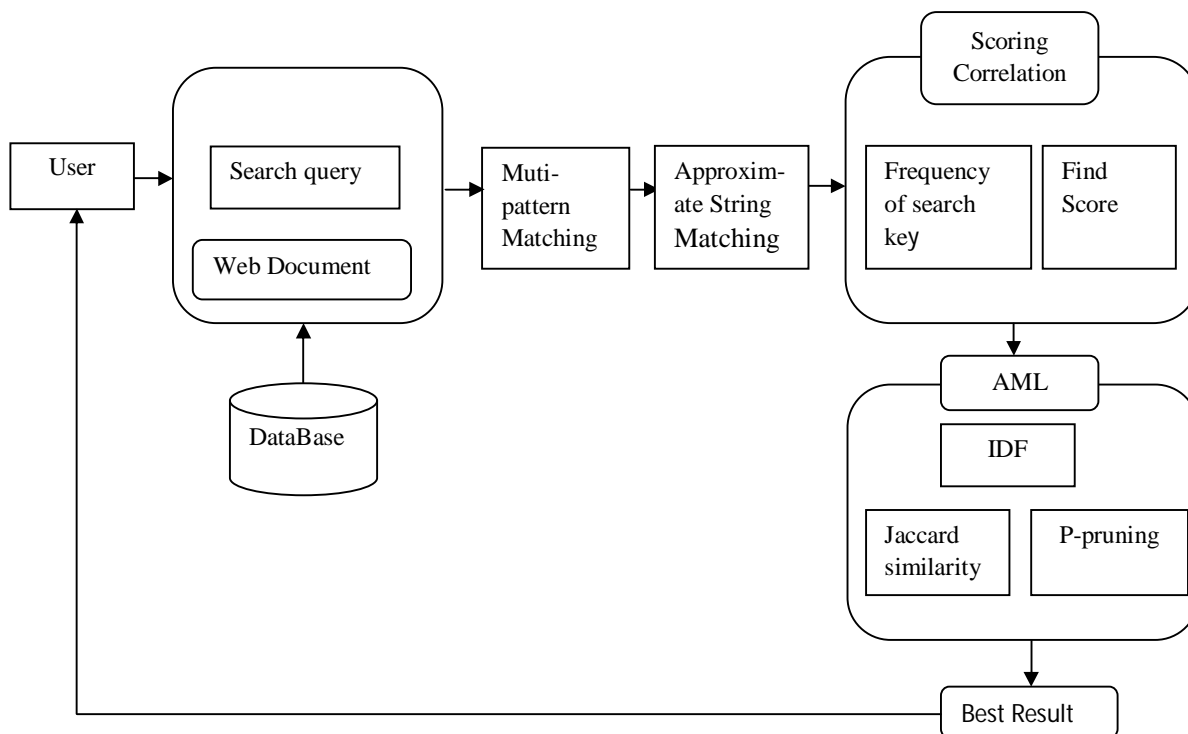 Scoring
Correlation
User
Search query
Web Document
DataBase
Muti-
pattern
Matching
Approxim-
ate String
Matching
Frequency
of search
key
Find
Score
AML
IDF
Jaccard
similarity
P-pruning
Best Result